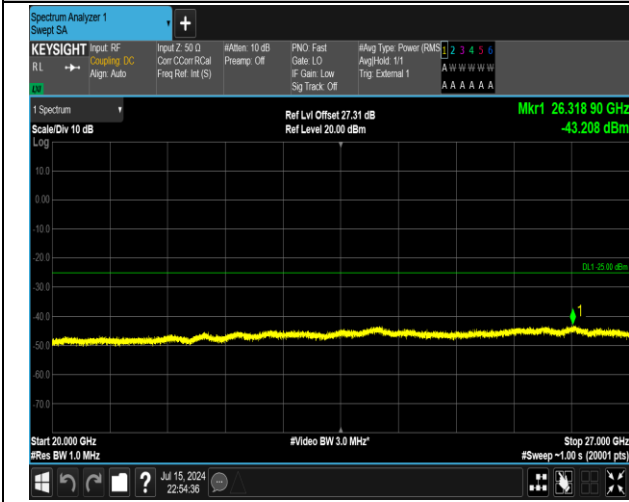 Spectrum Analyzer 1
Swept SA
+
KEYSIGHT
Input: RF
Coupling: DC
Align: Auto
Input Z: 50 Ω
Corr CCorr RCal
Freq Ref: Int (S)
#Atten: 10 dB
Preamp: Off
PNO: Fast
Gate: LO
IF Gain: Low
Sig Track: Off
#Avg Type: Power (RMS
Avg|Hold: 1/1
Trig: External 1
1 2 3 4 5 6
A W W W W W
A A A A A A
RL
LXI
1 Spectrum
Scale/Div 10 dB
Log
Ref Lvl Offset 27.31 dB
Ref Level 20.00 dBm
Mkr1 26.318 90 GHz
-43.208 dBm
10.0
0.00
-10.0
-20.0
-30.0
-40.0
-50.0
-60.0
-70.0
DL1 -25.00 dBm
1
Start 20.000 GHz
#Res BW 1.0 MHz
#Video BW 3.0 MHz*
Stop 27.000 GHz
#Sweep ~1.00 s (20001 pts)
?
Jul 15, 2024
22:54:36